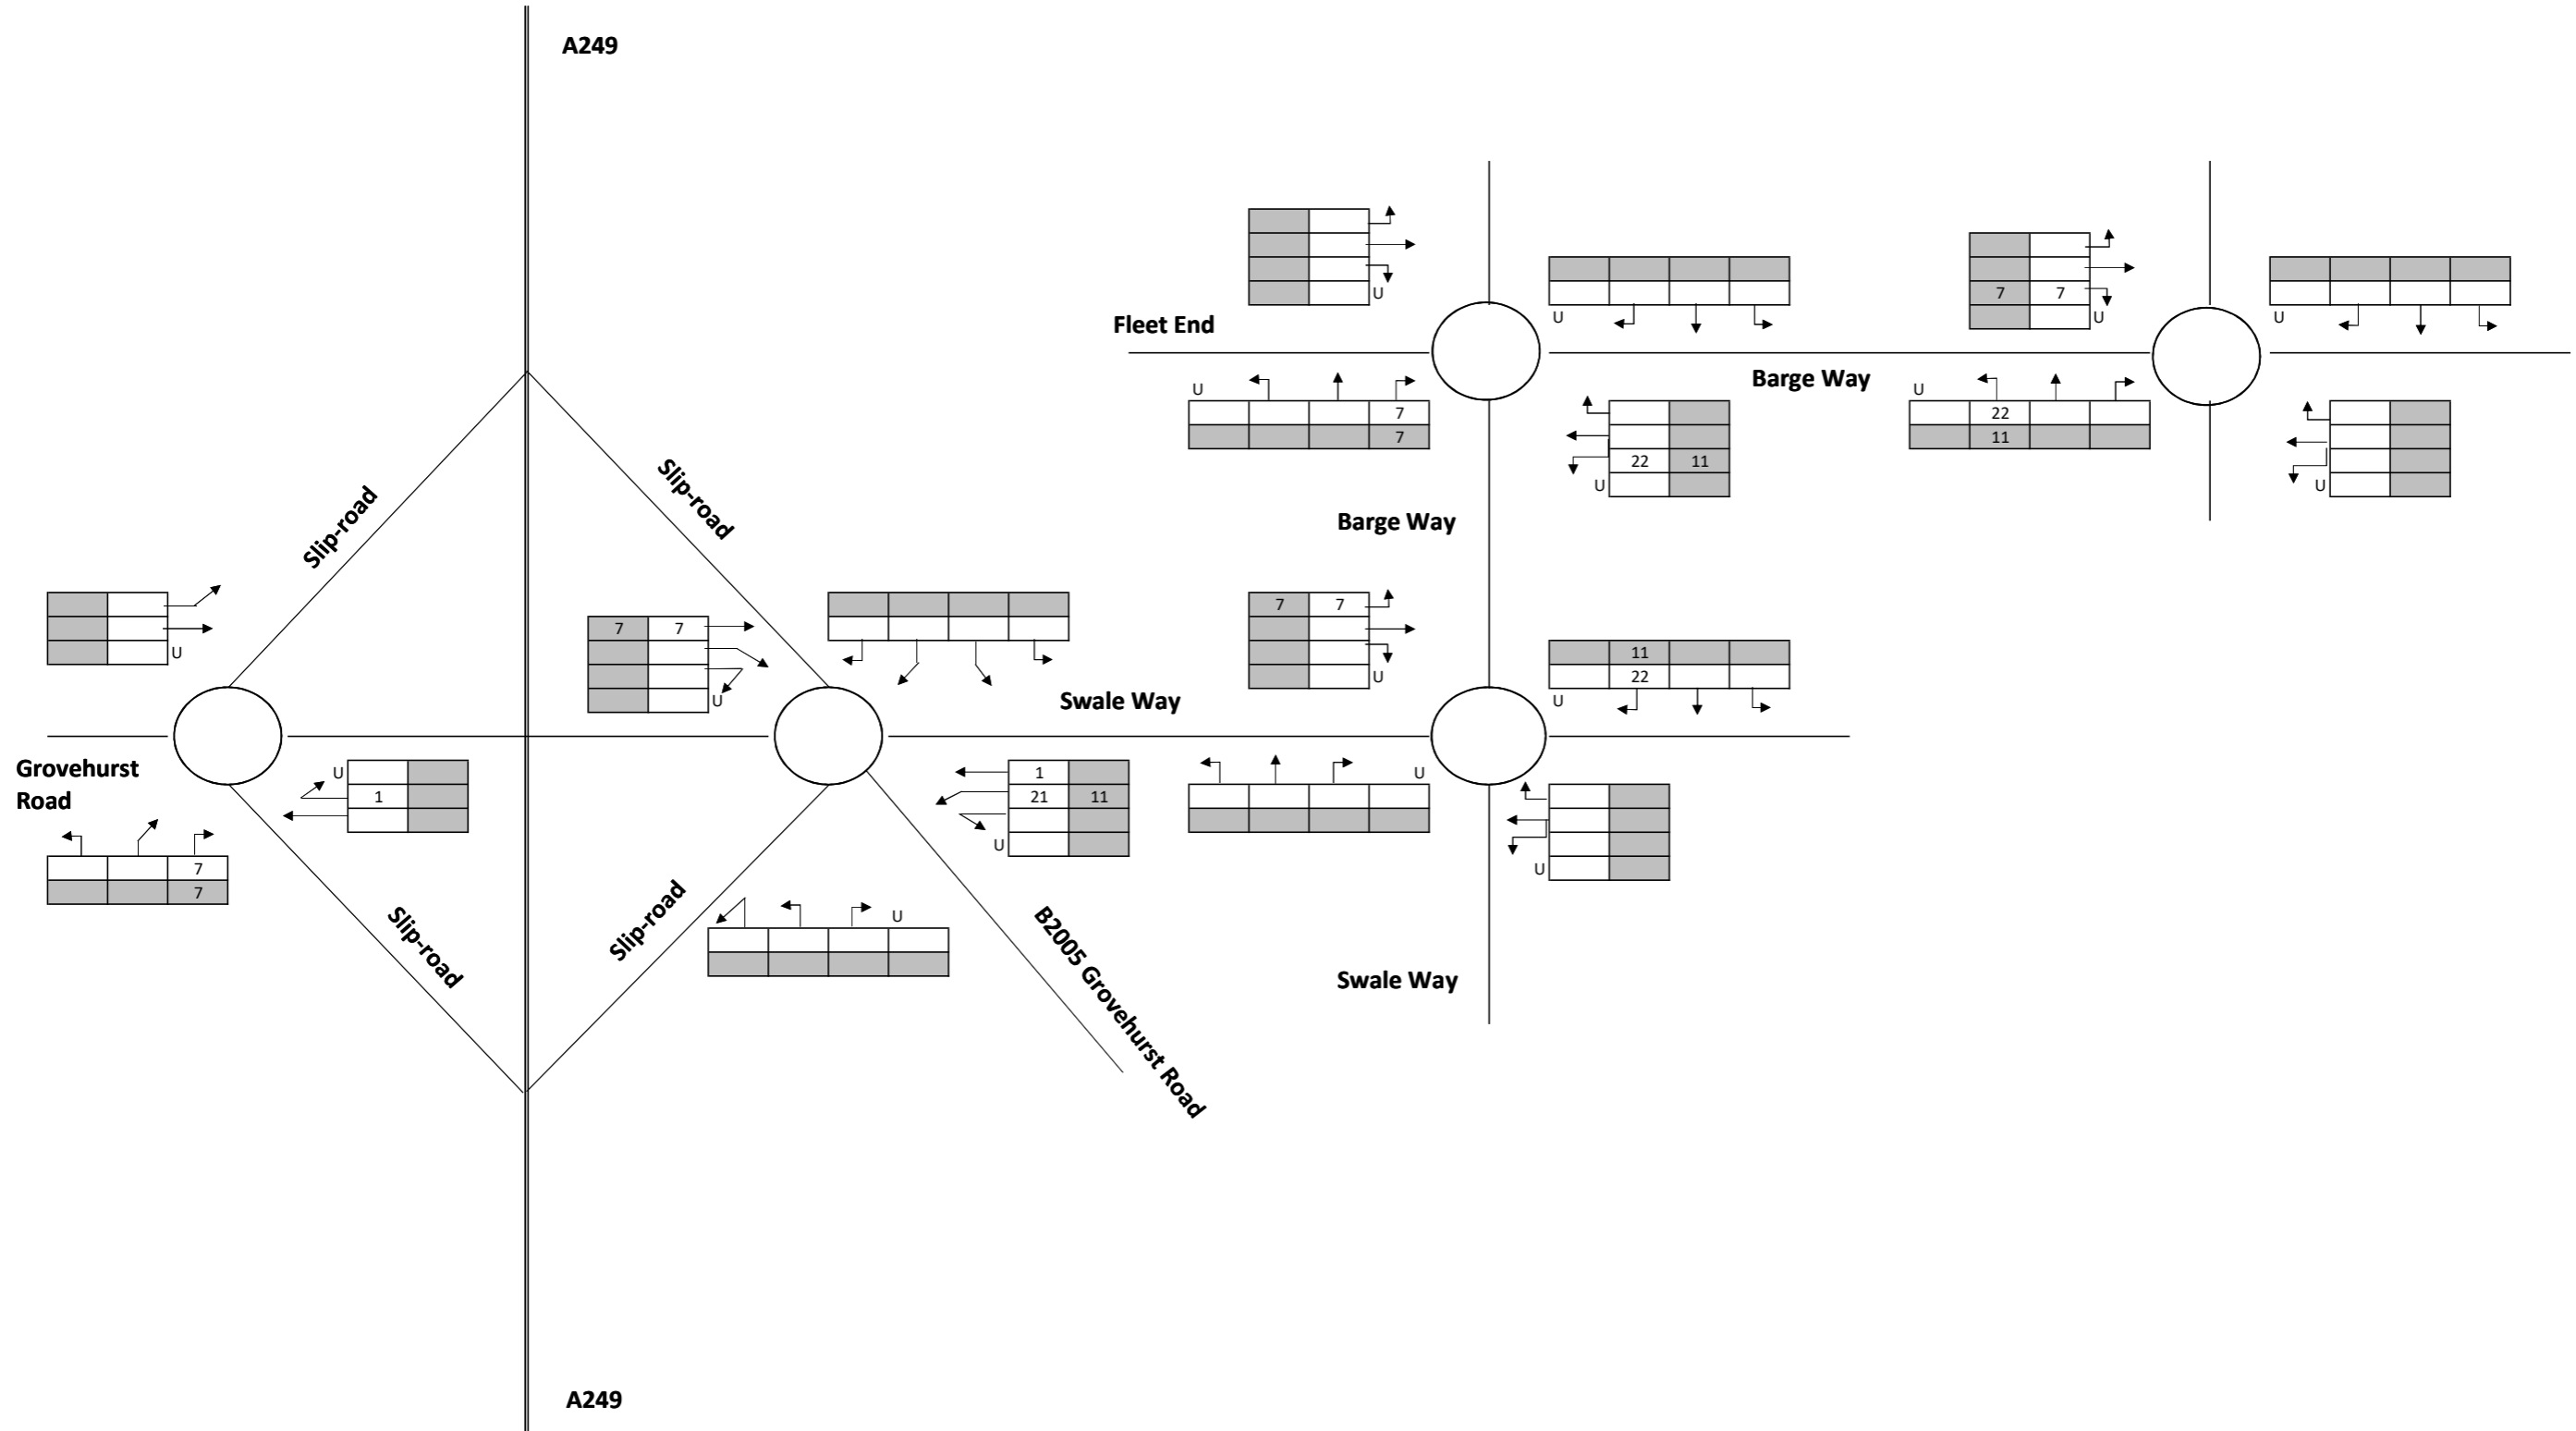 A249
Fleet End
U
U
7 7
U
U
U
7
7
Barge Way
22 11
U
U
22
11
U
Barge Way
Slip-road
Slip-road
U
7 7
U
7 7
U
11
22
U
Swale Way
Grovehurst
Road
U
1
7
7
1
21 11
U
U
U
Slip-road
Slip-road
U
B2005 Grovehurst Road
Swale Way
A249